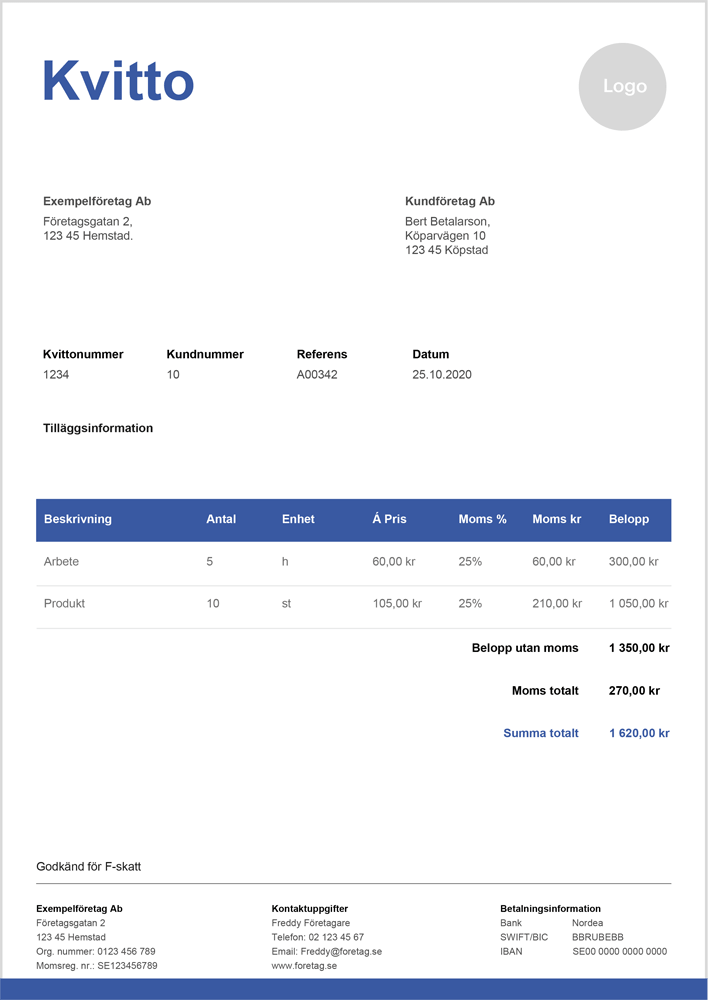 Kvitto
Logo
Exempelföretag Ab
Företagsgatan 2,
123 45 Hemstad.
Kundföretag Ab
Bert Betalarson,
Köparvägen 10
123 45 Köpstad
Kvittonummer Kundnummer Referens Datum
1234 10 A00342 25.10.2020
Tilläggsinformation
Beskrivning Antal Enhet Á Pris Moms % Moms kr Belopp
Arbete 5 h 60,00 kr 25% 60,00 kr 300,00 kr
Produkt 10 st 105,00 kr 25% 210,00 kr 1 050,00 kr
Belopp utan moms 1 350,00 kr
Moms totalt 270,00 kr
Summa totalt 1 620,00 kr
Godkänd för F-skatt
Exempelföretag Ab
Företagsgatan 2
123 45 Hemstad
Org. nummer: 0123 456 789
Momsreg. nr.: SE123456789
Kontaktuppgifter
Freddy Företagare
Telefon: 02 123 45 67
Email: Freddy@foretag.se
www.foretag.se
Betalningsinformation
Bank Nordea
SWIFT/BIC BBRUBEBB
IBAN SE00 0000 0000 0000